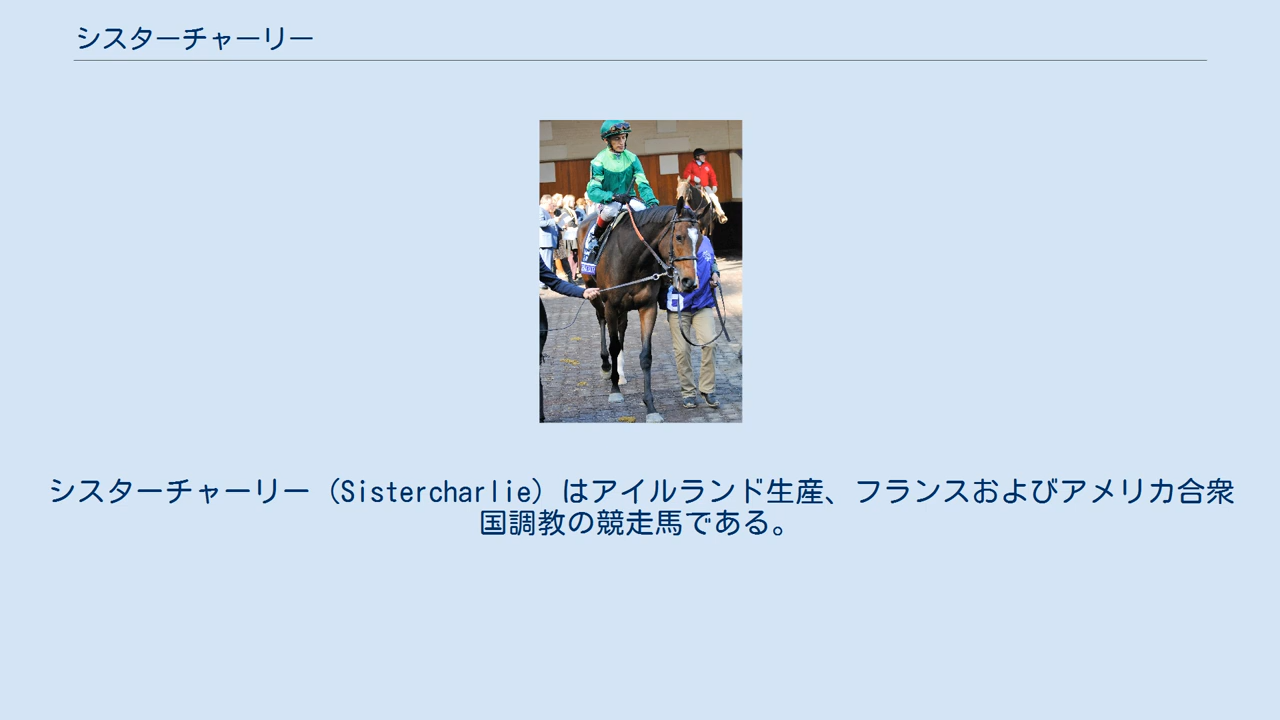 シスターチャーリー
シスターチャーリー（Sistercharlie）はアイルランド生産、フランスおよびアメリカ合衆
国調教の競走馬である。